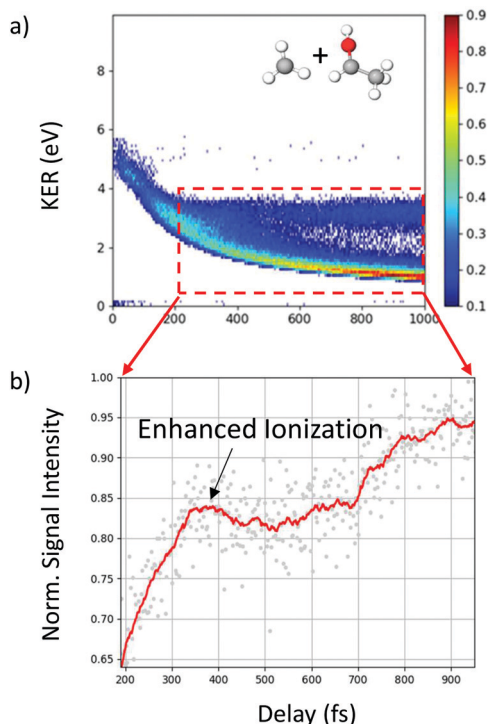 a)
+
KER (eV)
8
6
4
2
0
0 200 400 600 800 1000
0.9
0.8
0.7
0.6
0.5
0.4
0.3
0.2
0.1
b)
Enhanced Ionization
Norm. Signal Intensity
1.00
0.95
0.90
0.85
0.80
0.75
0.70
0.65
200 300 400 500 600 700 800 900
Delay (fs)